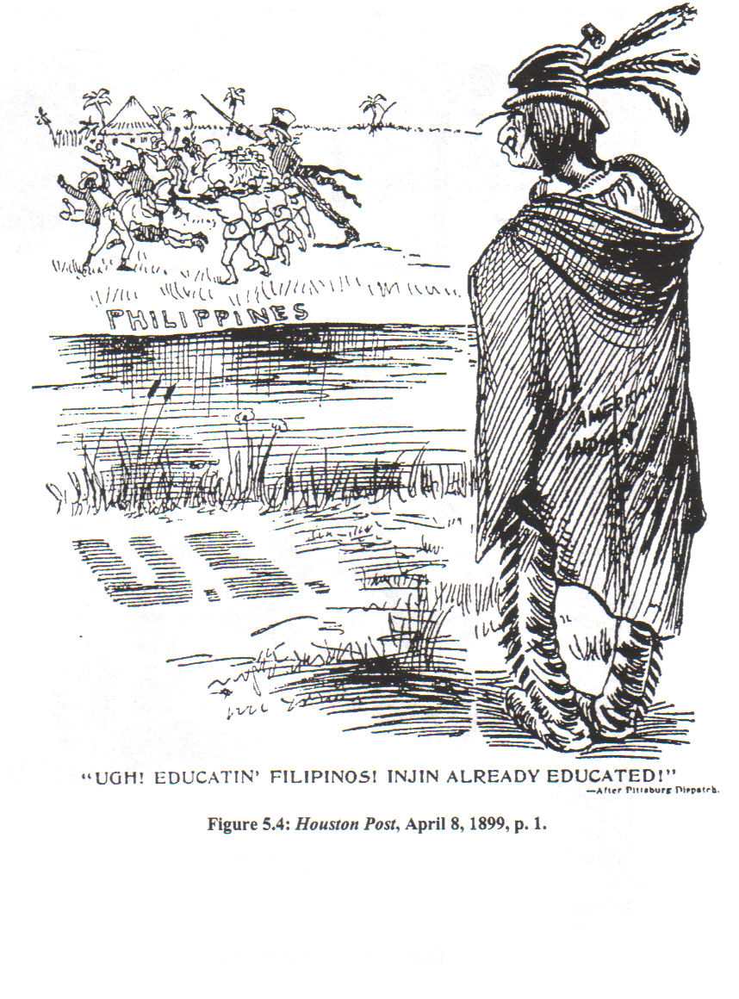 PHILIPPINES
AMERICAN
INDIAN
U.S.
"UGH! EDUCATIN' FILIPINOS! INJIN ALREADY EDUCATED!"
—After Pittsburg Dispatch.
Figure 5.4: Houston Post, April 8, 1899, p. 1.